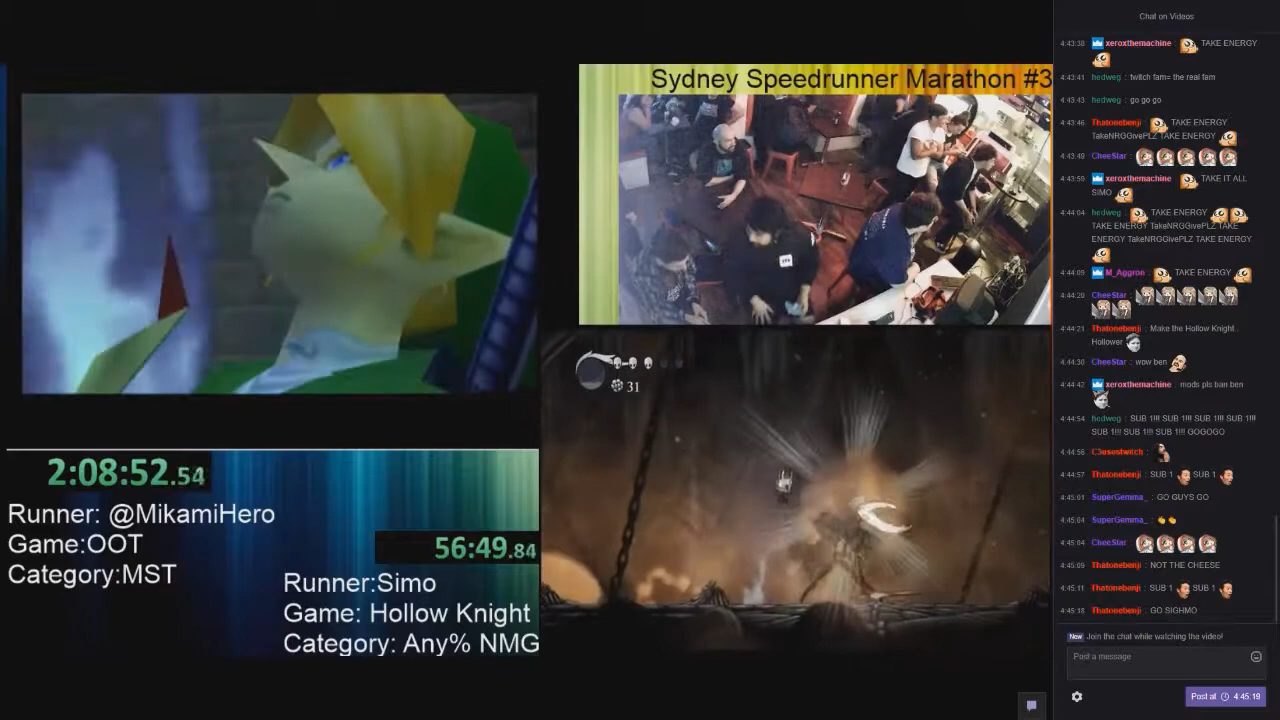 Sydney Speedrunner Marathon #3
31
2:08:52.54
Runner: @MikamiHero
Game:OOT
Category:MST
56:49.84
Runner:Simo
Game: Hollow Knight
Category: Any% NMG
Chat on Videos
4:43:38 xeroxthemachine : TAKE ENERGY
4:43:41 hedweg: twitch fam= the real fam
4:43:43 hedweg: go go go
4:43:46 Thatonebenji : TAKE ENERGY
TakeNRGGivePLZ TAKE ENERGY
4:43:49 CheeStar :
4:43:59 xeroxthemachine : TAKE IT ALL
SIMO
4:44:04 hedweg: TAKE ENERGY
TAKE ENERGY TakeNRGGivePLZ TAKE
ENERGY TakeNRGGivePLZ TAKE ENERGY
4:44:09 M_Aggron : TAKE ENERGY
4:44:20 CheeStar :
4:44:21 Thatonebenji : Make the Hollow Knight..
Hollower
4:44:30 CheeStar : wow ben
4:44:42 xeroxthemachine : mods pls ban ben
4:44:54 hedweg: SUB 1!!! SUB 1!!! SUB 1!!! SUB 1!!!
SUB 1!!! SUB 1!!! SUB 1!!! GOGOGO
4:44:56
4:44:57 Thatonebenji : SUB 1 SUB 1
4:45:01 SuperGemma_ : GO GUYS GO
4:45:04 SuperGemma_ :
4:45:04 CheeStar :
4:45:09 Thatonebenji : NOT THE CHEESE
4:45:11 Thatonebenji : SUB 1 SUB 1
4:45:18 Thatonebenji : GO SIGHMO
New Join the chat while watching the video!
Post a message
Post at 4:45:19